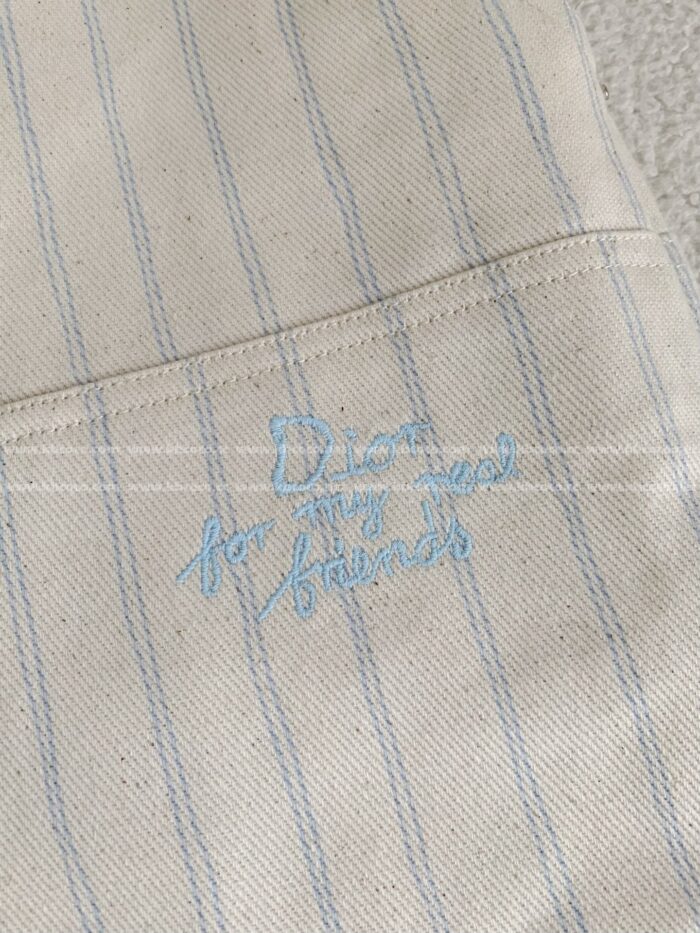 Dior
for my real
friends